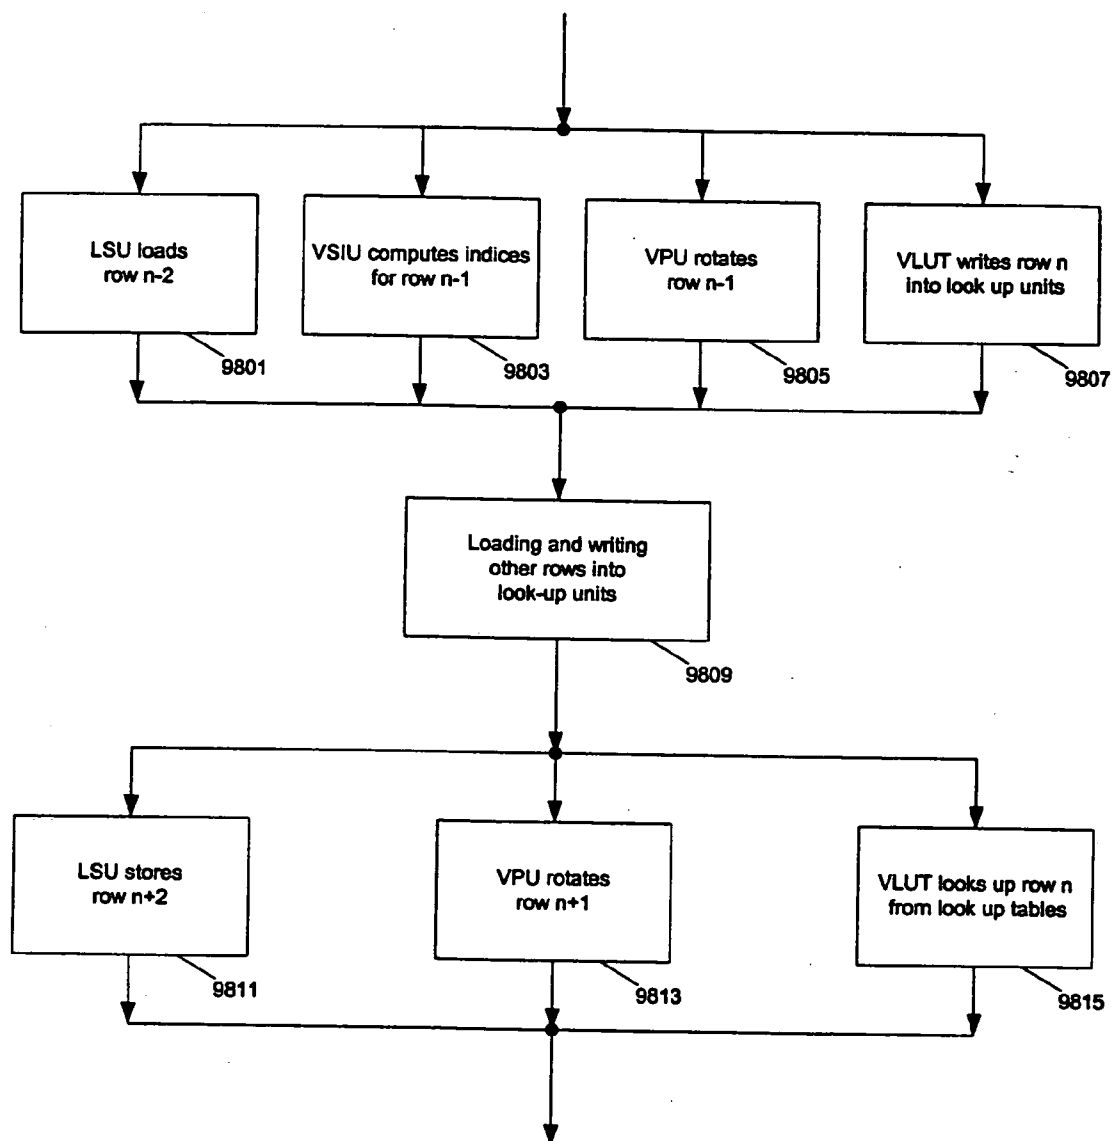 LSU loads
row n-2
9801
VSIU computes indices
for row n-1
9803
VPU rotates
row n-1
9805
VLUT writes row n
into look up units
9807
Loading and writing
other rows into
look-up units
9809
LSU stores
row n+2
9811
VPU rotates
row n+1
9813
VLUT looks up row n
from look up tables
9815